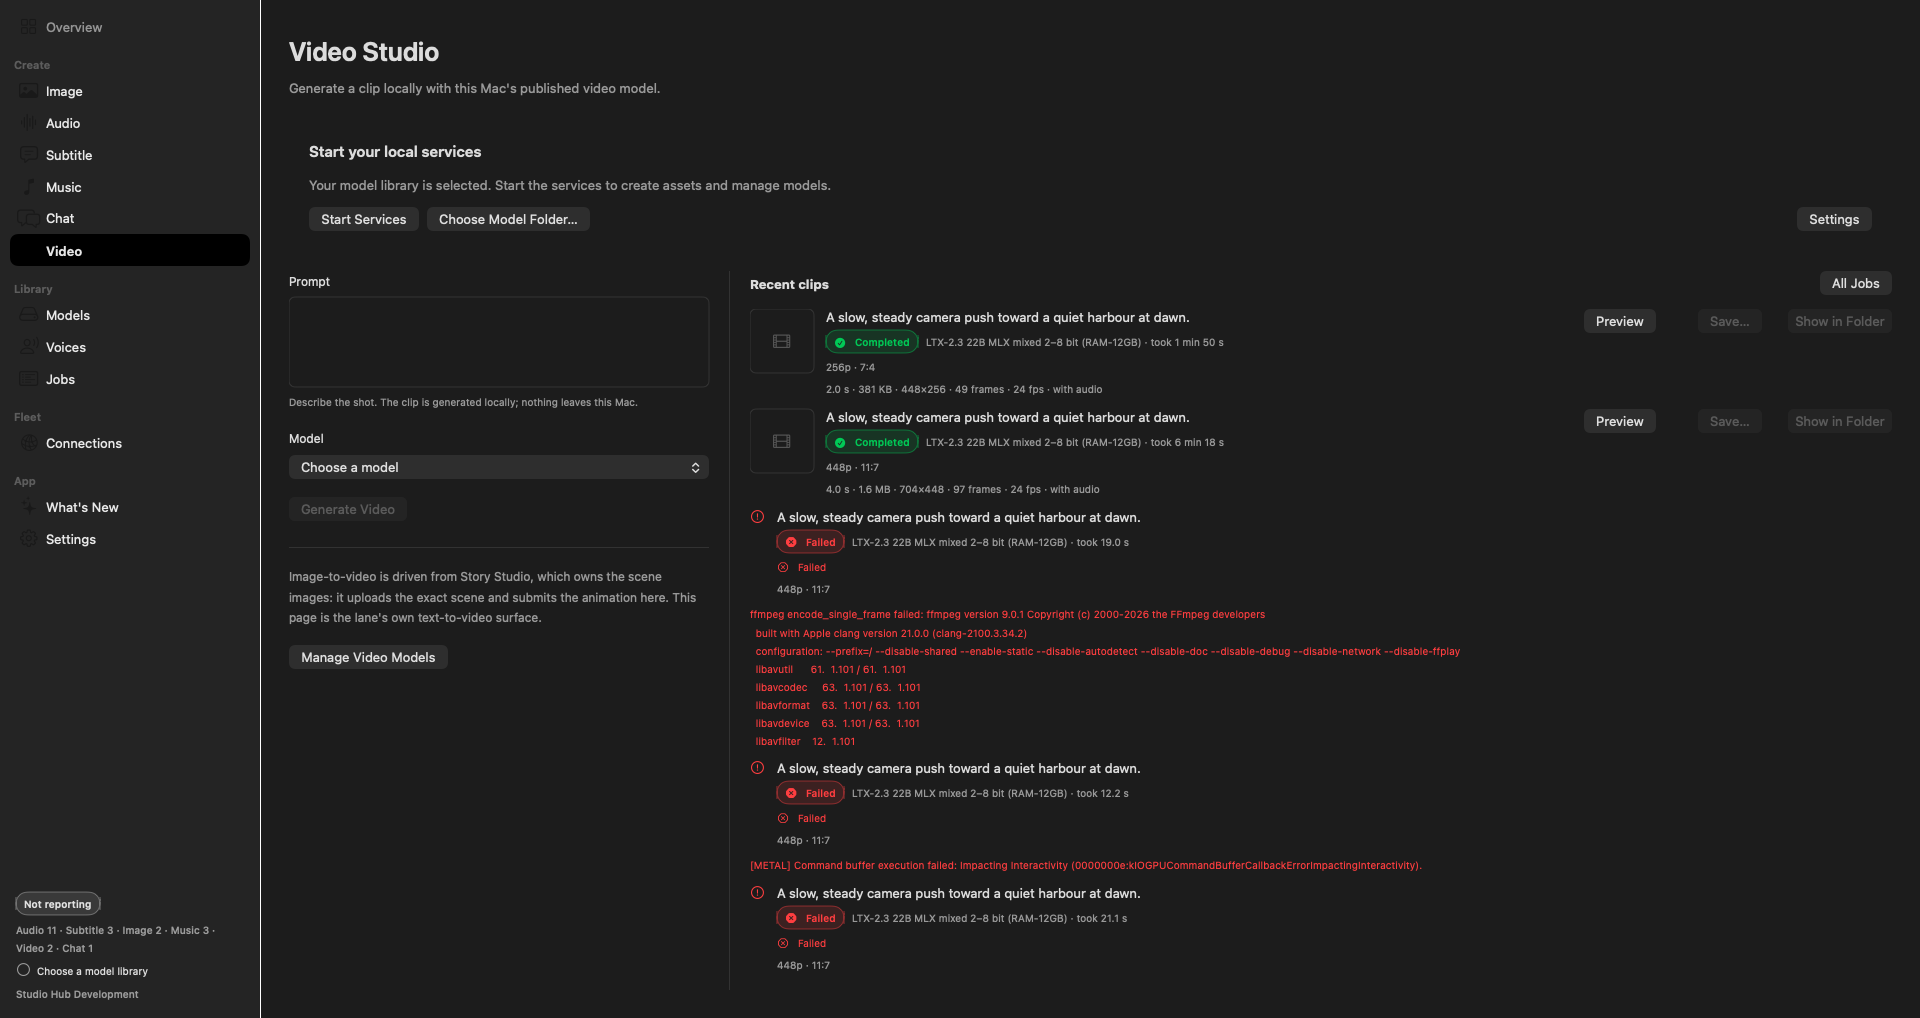 Overview
Create
Image
Audio
Subtitle
Music
Chat
Video
Library
Models
Voices
Jobs
Fleet
Connections
App
What's New
Settings
Not reporting
Audio 11 · Subtitle 3 · Image 2 · Music 3 ·
Video 2 · Chat 1
Choose a model library
Studio Hub Development
Video Studio
Generate a clip locally with this Mac's published video model.
Start your local services
Your model library is selected. Start the services to create assets and manage models.
Start Services
Choose Model Folder...
Settings
Prompt
Describe the shot. The clip is generated locally; nothing leaves this Mac.
Model
Choose a model
Generate Video
Image-to-video is driven from Story Studio, which owns the scene
images: it uploads the exact scene and submits the animation here. This
page is the lane's own text-to-video surface.
Manage Video Models
Recent clips
All Jobs
A slow, steady camera push toward a quiet harbour at dawn.
Preview
Save...
Show in Folder
Completed LTX-2.3 22B MLX mixed 2–8 bit (RAM-12GB) · took 1 min 50 s
256p · 7:4
2.0 s · 381 KB · 448×256 · 49 frames · 24 fps · with audio
A slow, steady camera push toward a quiet harbour at dawn.
Preview
Save...
Show in Folder
Completed LTX-2.3 22B MLX mixed 2–8 bit (RAM-12GB) · took 6 min 18 s
448p · 11:7
4.0 s · 1.6 MB · 704×448 · 97 frames · 24 fps · with audio
A slow, steady camera push toward a quiet harbour at dawn.
Failed LTX-2.3 22B MLX mixed 2–8 bit (RAM-12GB) · took 19.0 s
Failed
448p · 11:7
ffmpeg encode_single_frame failed: ffmpeg version 9.0.1 Copyright (c) 2000-2026 the FFmpeg developers
built with Apple clang version 21.0.0 (clang-2100.3.34.2)
configuration: --prefix=/ --disable-shared --enable-static --disable-autodetect --disable-doc --disable-debug --disable-network --disable-ffplay
libavutil 61. 1.101 / 61. 1.101
libavcodec 63. 1.101 / 63. 1.101
libavformat 63. 1.101 / 63. 1.101
libavdevice 63. 1.101 / 63. 1.101
libavfilter 12. 1.101
A slow, steady camera push toward a quiet harbour at dawn.
Failed LTX-2.3 22B MLX mixed 2–8 bit (RAM-12GB) · took 12.2 s
Failed
448p · 11:7
[METAL] Command buffer execution failed: Impacting Interactivity (0000000e:kIOGPUCommandBufferCallbackErrorImpactingInteractivity).
A slow, steady camera push toward a quiet harbour at dawn.
Failed LTX-2.3 22B MLX mixed 2–8 bit (RAM-12GB) · took 21.1 s
Failed
448p · 11:7